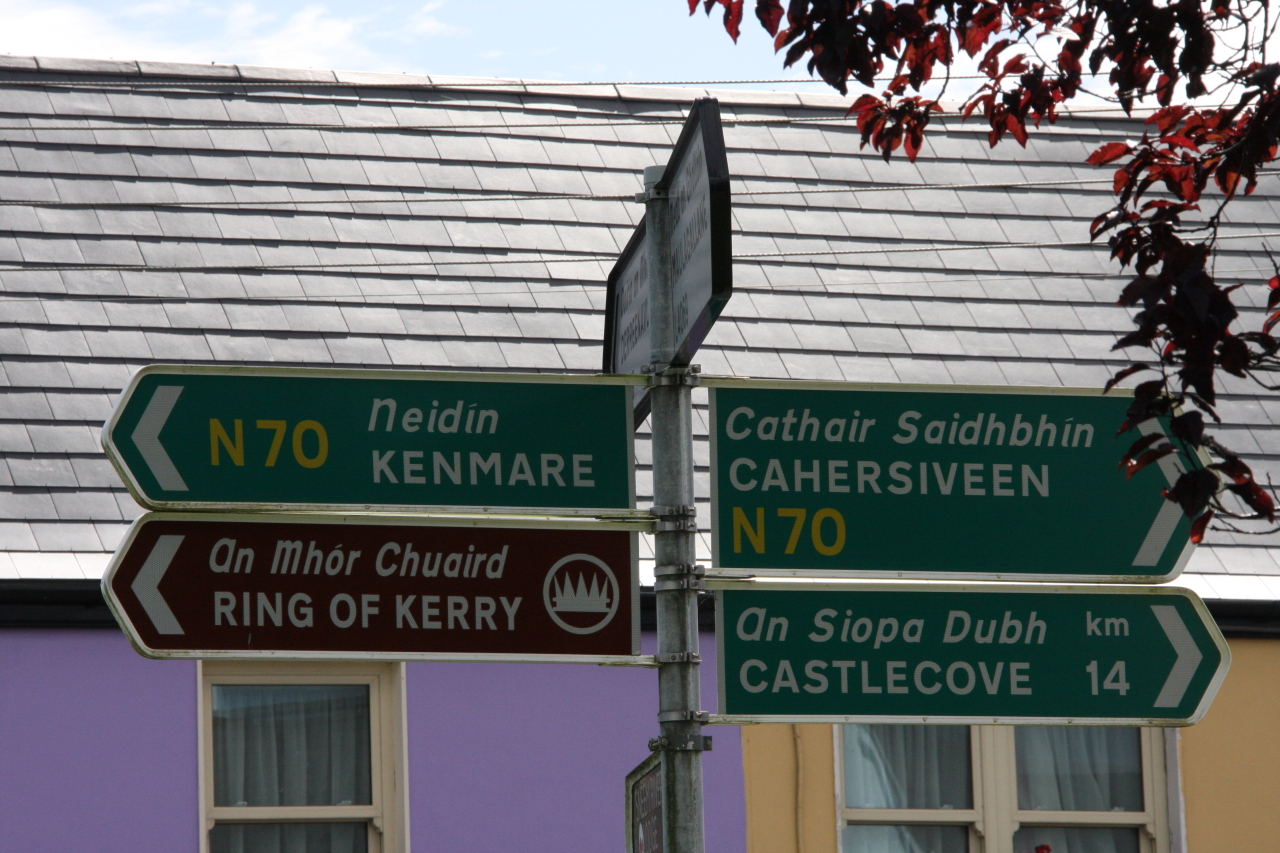 N70
Neidín
KENMARE
An Mhór Chuaird
RING OF KERRY
Cathair Saidhbhín
CAHERSIVEEN
N70
An Siopa Dubh km
CASTLECOVE 14